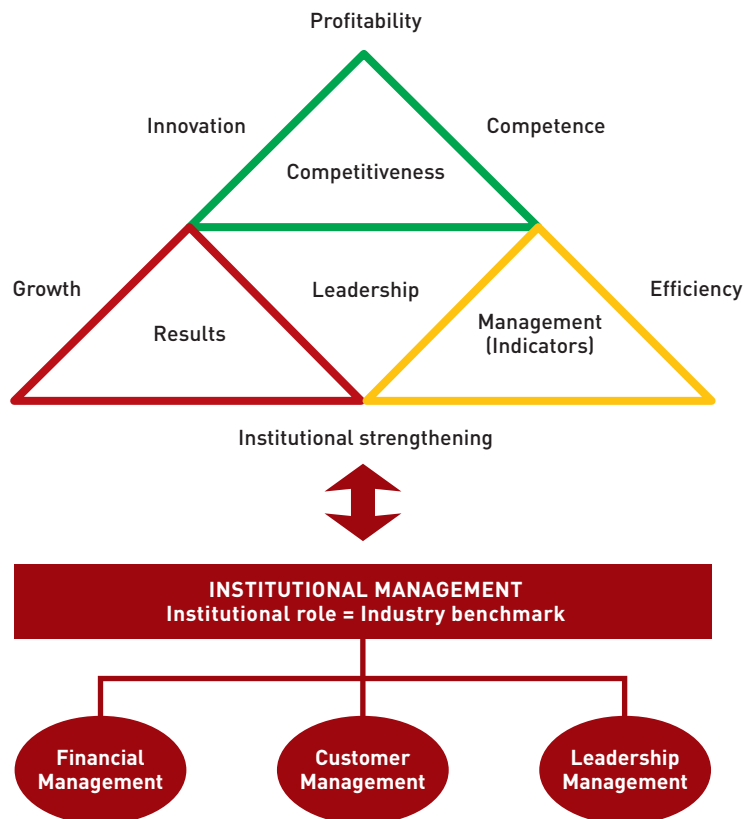 Profitability
Innovation
Competence
Competitiveness
Growth
Leadership
Efficiency
Results
Management
(Indicators)
Institutional strengthening
INSTITUTIONAL MANAGEMENT
Institutional role = Industry benchmark
Financial
Management
Customer
Management
Leadership
Management